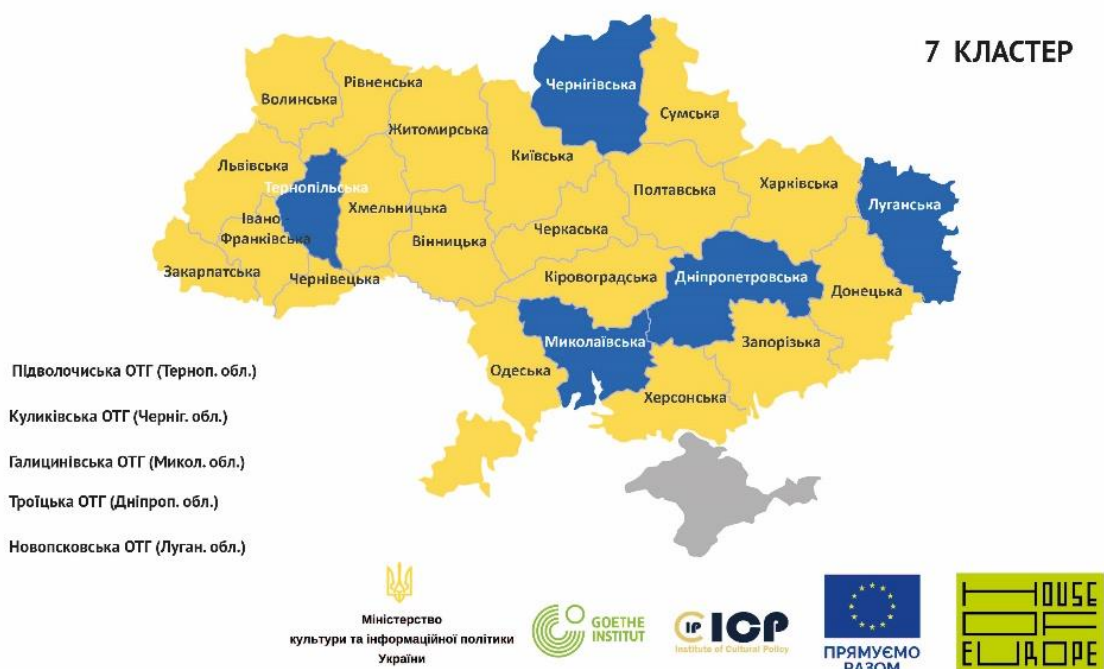 7 КЛАСТЕР
Чернігівська
Сумська
Рівненська
Волинська
Житомирська
Київська
Львівська
Тернопільська
Полтавська
Харківська
Луганська
Хмельницька
Івано -
Франківська
Вінницька
Черкаська
Закарпатська
Чернівецька
Кіровоградська
Дніпропетровська
Донецька
Миколаївська
Запорізька
Одеська
Херсонська
Підволочиська ОТГ (Терноп. обл.)
Куликівська ОТГ (Черніг. обл.)
Галицинівська ОТГ (Микол. обл.)
Троїцька ОТГ (Дніпроп. обл.)
Новопсковська ОТГ (Луган. обл.)
Міністерство
культури та інформаційної політики
України
GOETHE
INSTITUT
IP ICP
Institute of Cultural Policy
ПРЯМУЄМО
РАЗОМ
HOUSE
OF
EUROPE